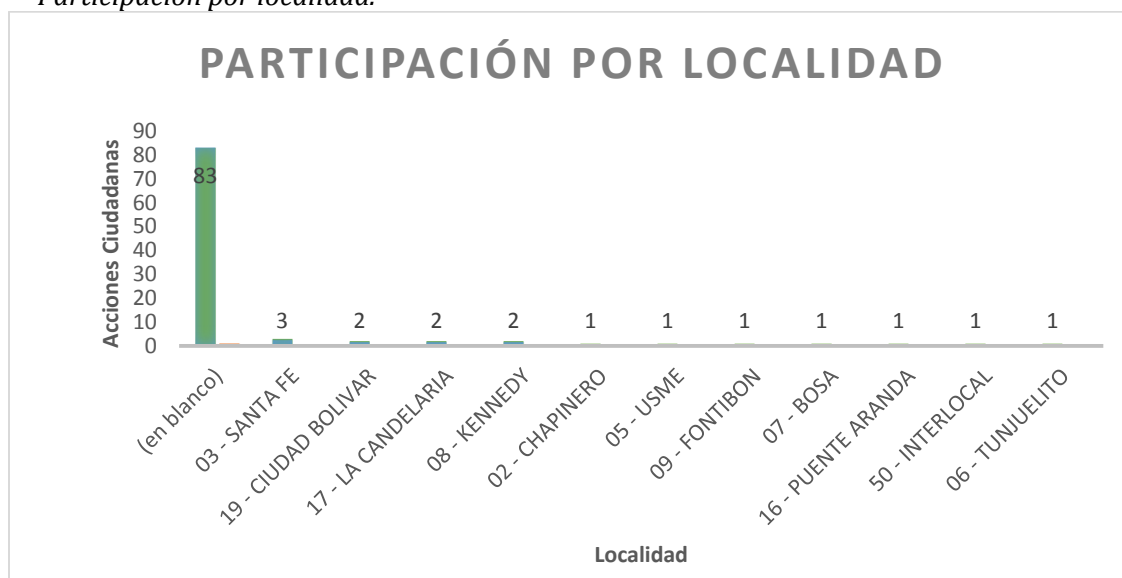 Participación por localidad.
PARTICIPACIÓN POR LOCALIDAD
Acciones Ciudadanas
90
80
70
60
50
40
30
20
10
0
83
3
2
2
2
1
1
1
1
1
1
1
(en blanco)
03 - SANTA FE
19 - CIUDAD BOLIVAR
17 - LA CANDELARIA
08 - KENNEDY
02 - CHAPINERO
05 - USME
09 - FONTIBON
07 - BOSA
16 - PUENTE ARANDA
50 - INTERLOCAL
06 - TUNJUELITO
Localidad